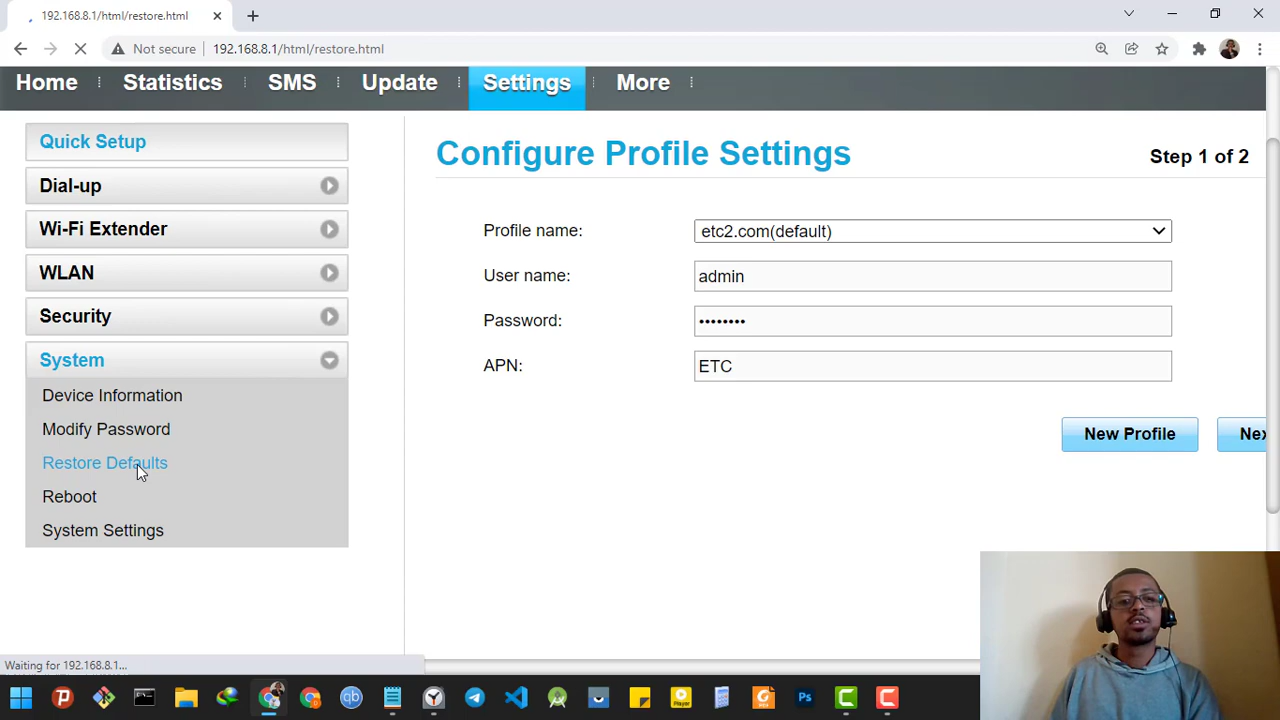 192.168.8.1/html/restore.html
Not secure 192.168.8.1/html/restore.html
Home Statistics SMS Update Settings More
Quick Setup
Dial-up
Wi-Fi Extender
WLAN
Security
System
Device Information
Modify Password
Restore Defaults
Reboot
System Settings
Configure Profile Settings
Step 1 of 2
Profile name: etc2.com(default)
User name: admin
Password: ••••••••
APN: ETC
New Profile Nex
Waiting for 192.168.8.1...
Ps